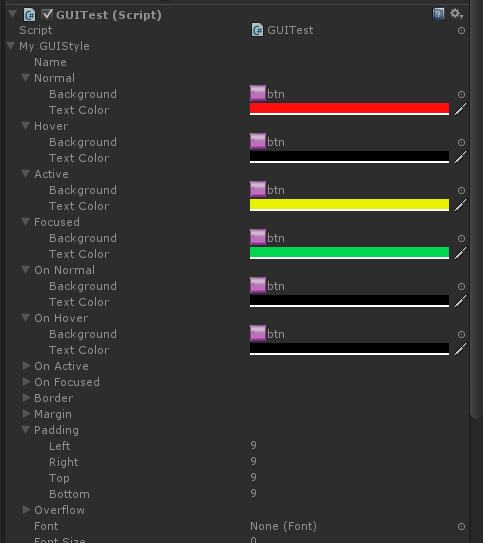 GUITest (Script)
Script GUITest
My GUIStyle
Name
Normal
Background btn
Text Color
Hover
Background btn
Text Color
Active
Background btn
Text Color
Focused
Background btn
Text Color
On Normal
Background btn
Text Color
On Hover
Background btn
Text Color
On Active
On Focused
Border
Margin
Padding
Left 9
Right 9
Top 9
Bottom 9
Overflow
Font None (Font)
Font Size 0